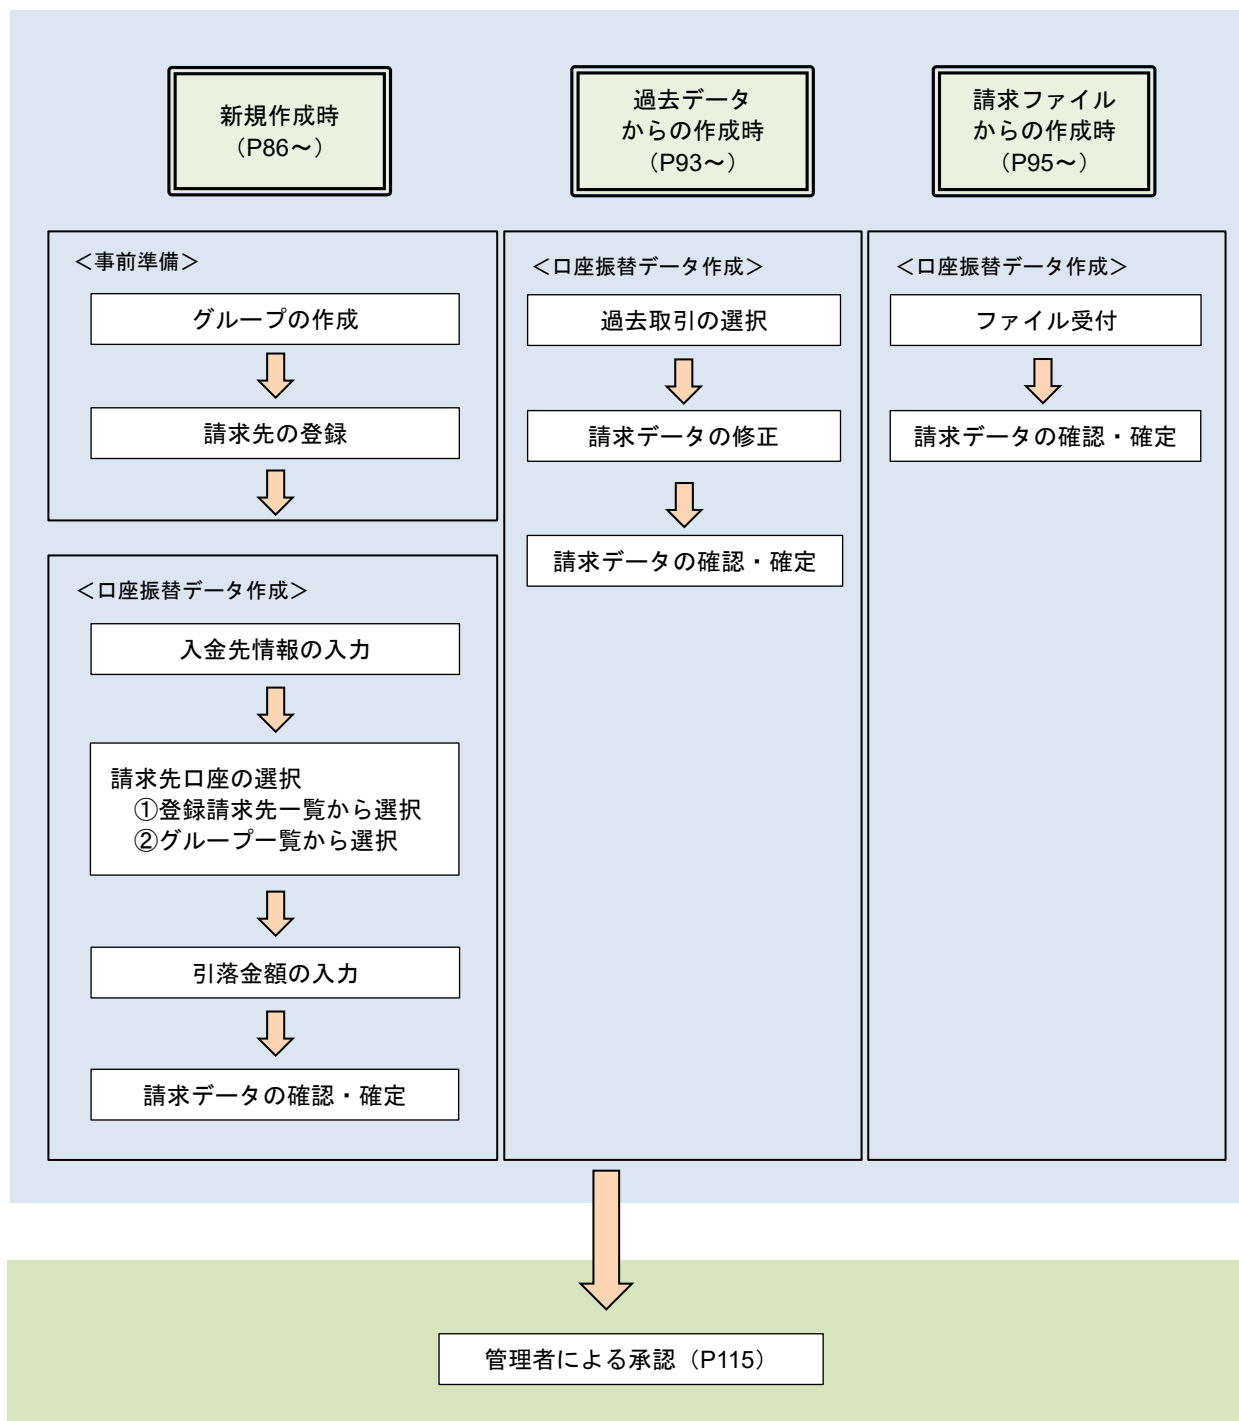 新規作成時
（P86～）
過去データ
からの作成時
（P93～）
請求ファイル
からの作成時
（P95～）
＜事前準備＞
グループの作成
請求先の登録
＜口座振替データ作成＞
入金先情報の入力
請求先口座の選択
①登録請求先一覧から選択
②グループ一覧から選択
引落金額の入力
請求データの確認・確定
＜口座振替データ作成＞
過去取引の選択
請求データの修正
請求データの確認・確定
＜口座振替データ作成＞
ファイル受付
請求データの確認・確定
管理者による承認（P115）